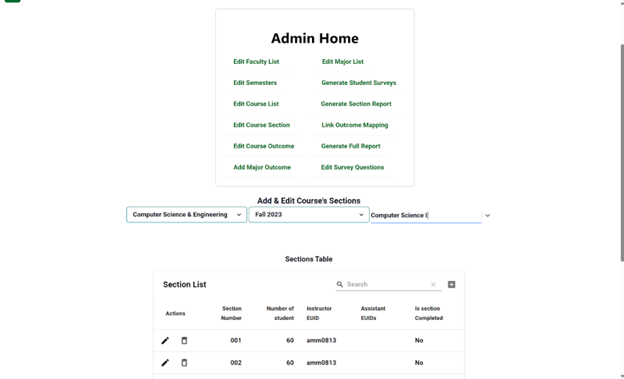 Admin Home
Edit Faculty List
Edit Major List
Edit Semesters
Generate Student Surveys
Edit Course List
Generate Section Report
Edit Course Section
Link Outcome Mapping
Edit Course Outcome
Generate Full Report
Add Major Outcome
Edit Survey Questions
Add & Edit Course's Sections
Computer Science & Engineering
Fall 2023
Computer Science I
Sections Table
Section List
Search
Actions
Section Number
Number of student
Instructor EUID
Assistant EUIDs
Is section Completed
001 60 amm0813 No
002 60 amm0813 No